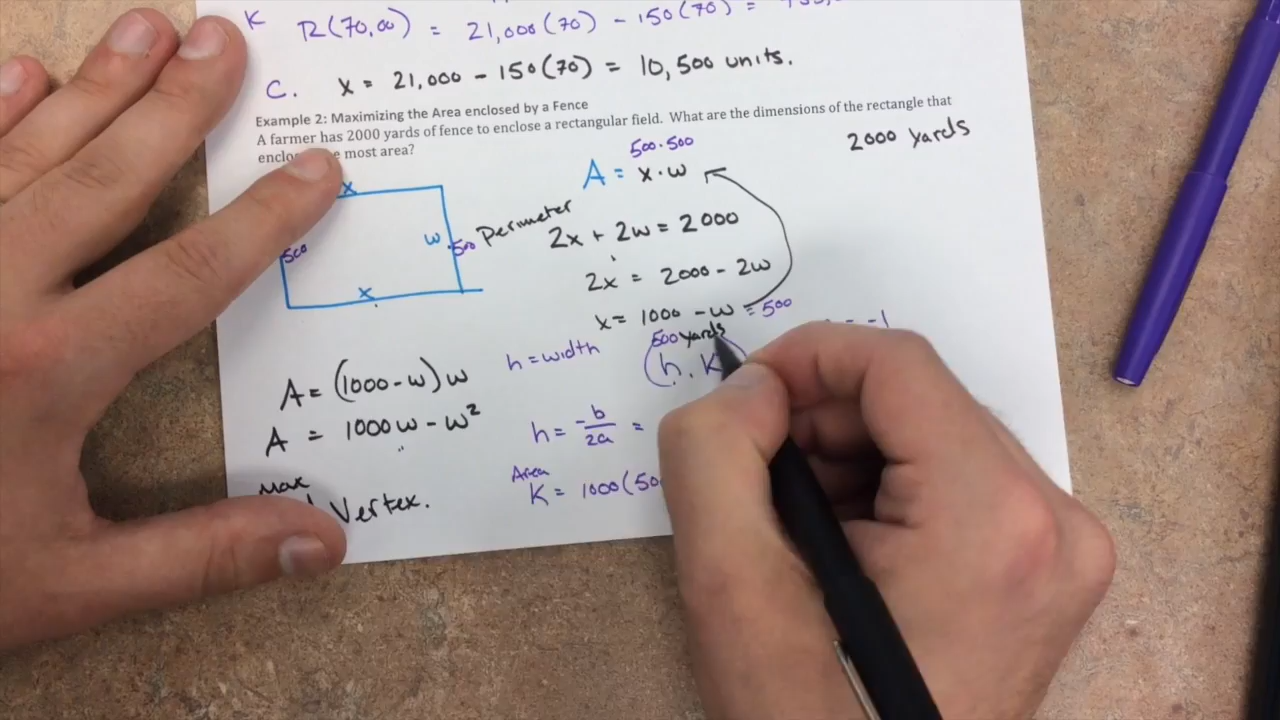 K R(70.00) = 21,000(70) - 150(70) =
C. x = 21,000 - 150(70) = 10,500 units.
Example 2: Maximizing the Area enclosed by a Fence
A farmer has 2000 yards of fence to enclose a rectangular field. What are the dimensions of the rectangle that
most area?
2000 yards
500·500
A = x·w
x
w
500
500
x
Perimeter
2x + 2w = 2000
2x = 2000 - 2w
x = 1000 - w = 500
500 yards
h = width
(h, K
= -1
A = (1000-w)w
A = 1000w - w²
h = -b/2a =
Area
K = 1000(50
Max
Vertex.